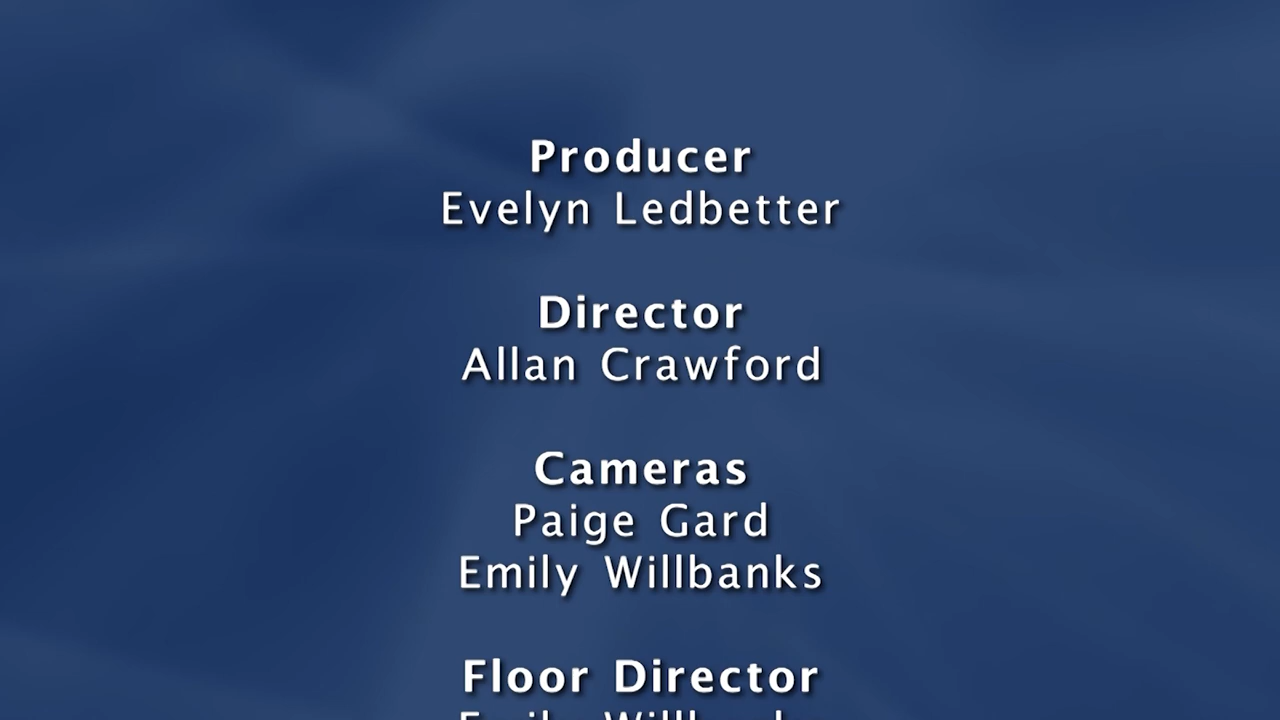 Producer
Evelyn Ledbetter
Director
Allan Crawford
Cameras
Paige Gard
Emily Willbanks
Floor Director